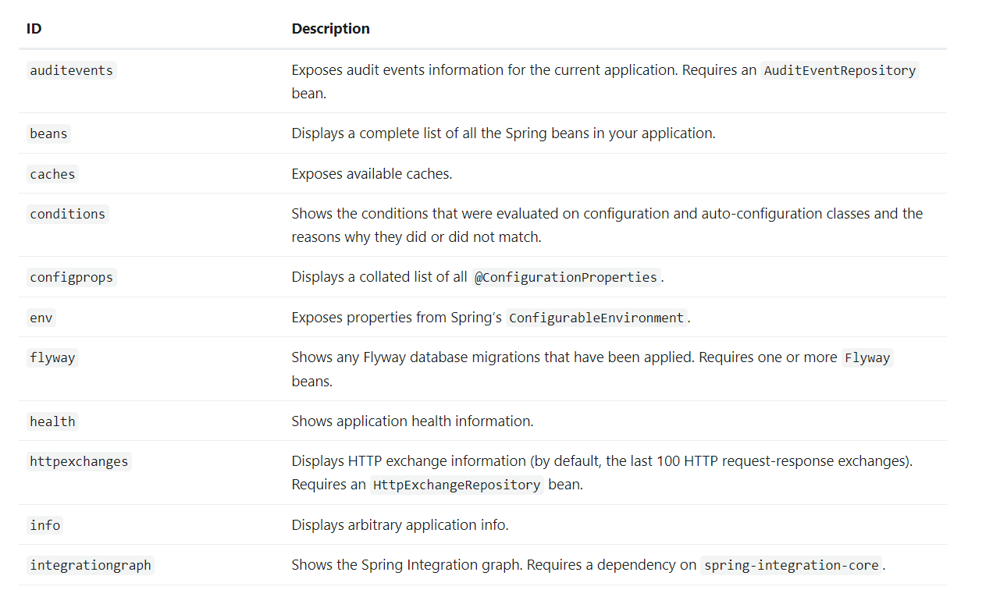 ID Description
auditevents Exposes audit events information for the current application. Requires an AuditEventRepository
bean.
beans Displays a complete list of all the Spring beans in your application.
caches Exposes available caches.
conditions Shows the conditions that were evaluated on configuration and auto-configuration classes and the
reasons why they did or did not match.
configprops Displays a collated list of all @ConfigurationProperties.
env Exposes properties from Spring’s ConfigurableEnvironment.
flyway Shows any Flyway database migrations that have been applied. Requires one or more Flyway
beans.
health Shows application health information.
httpexchanges Displays HTTP exchange information (by default, the last 100 HTTP request-response exchanges).
Requires an HttpExchangeRepository bean.
info Displays arbitrary application info.
integrationgraph Shows the Spring Integration graph. Requires a dependency on spring-integration-core.